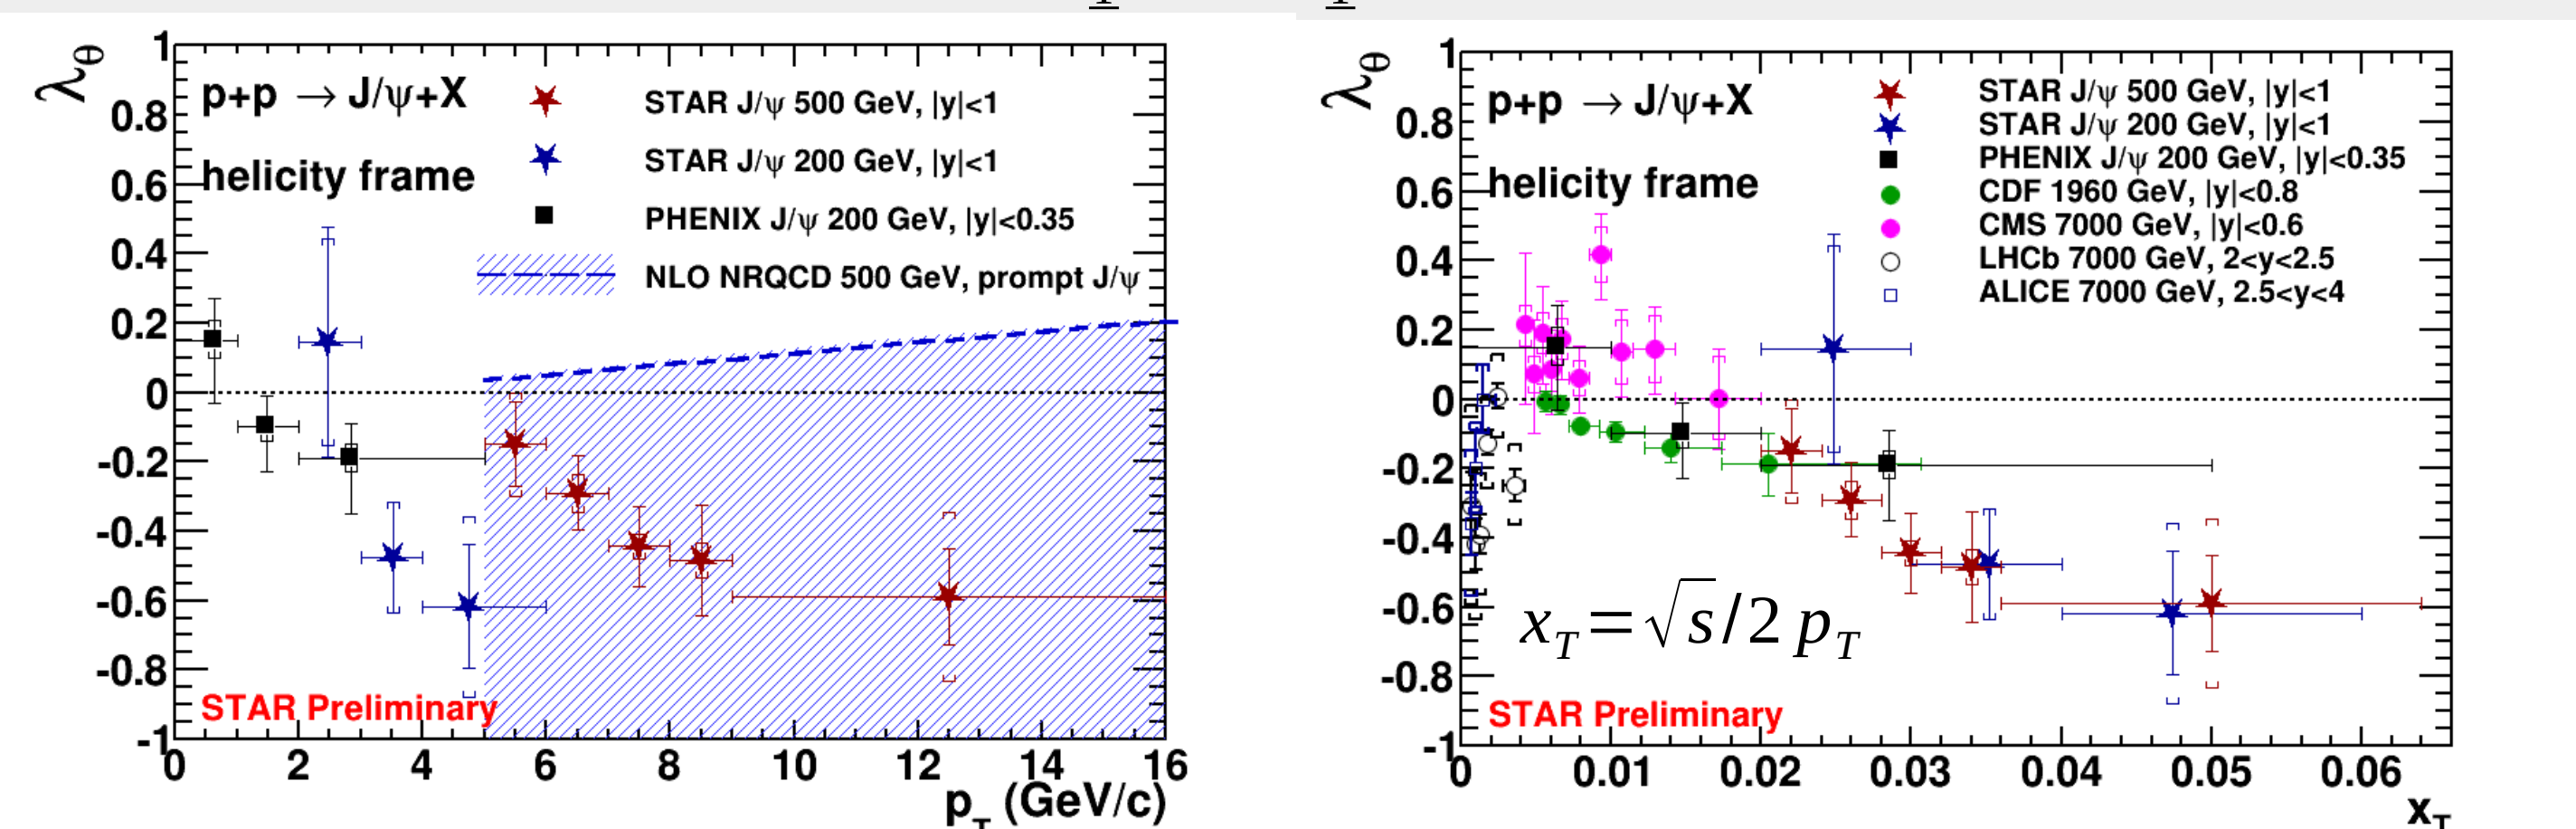 λθ
p+p → J/ψ+X
helicity frame
STAR J/ψ 500 GeV, |y|<1
STAR J/ψ 200 GeV, |y|<1
PHENIX J/ψ 200 GeV, |y|<0.35
NLO NRQCD 500 GeV, prompt J/ψ
1
0.8
0.6
0.4
0.2
0
-0.2
-0.4
-0.6
-0.8
-1
STAR Preliminary
0 2 4 6 8 10 12 14 16
pT (GeV/c)
λθ
p+p → J/ψ+X
helicity frame
STAR J/ψ 500 GeV, |y|<1
STAR J/ψ 200 GeV, |y|<1
PHENIX J/ψ 200 GeV, |y|<0.35
CDF 1960 GeV, |y|<0.8
CMS 7000 GeV, |y|<0.6
LHCb 7000 GeV, 2<y<2.5
ALICE 7000 GeV, 2.5<y<4
1
0.8
0.6
0.4
0.2
0
-0.2
-0.4
-0.6
-0.8
-1
xT=√s/2 pT
STAR Preliminary
0 0.01 0.02 0.03 0.04 0.05 0.06
xT